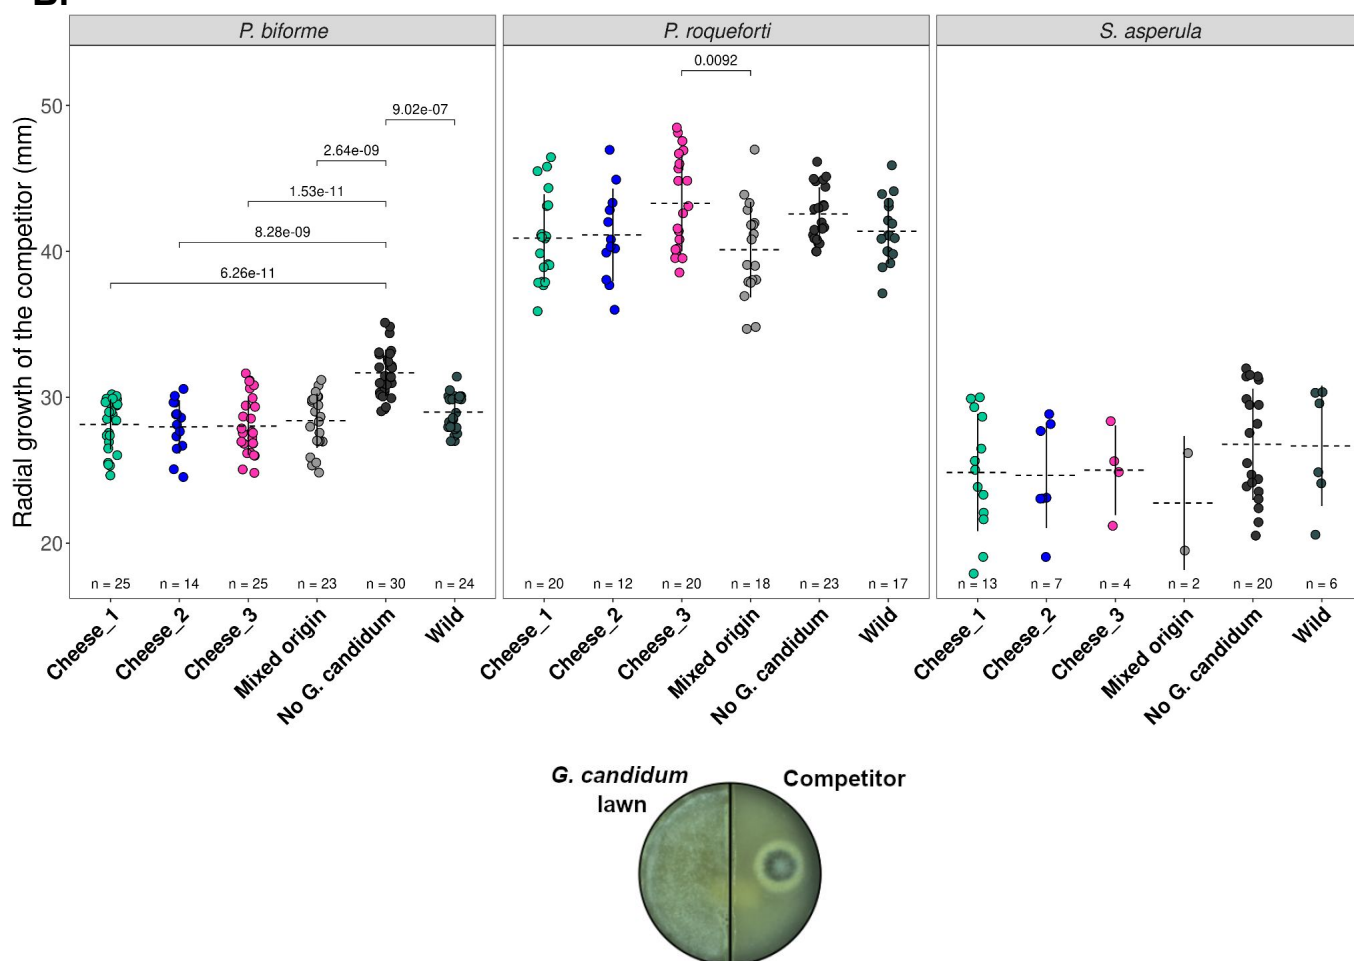 P. biforme
P. roqueforti
S. asperula
Radial growth of the competitor (mm)
50
40
30
20
9.02e-07
2.64e-09
1.53e-11
8.28e-09
6.26e-11
0.0092
n = 25
n = 14
n = 25
n = 23
n = 30
n = 24
n = 20
n = 12
n = 20
n = 18
n = 23
n = 17
n = 13
n = 7
n = 4
n = 2
n = 20
n = 6
Cheese_1
Cheese_2
Cheese_3
Mixed origin
No G. candidum
Wild
Cheese_1
Cheese_2
Cheese_3
Mixed origin
No G. candidum
Wild
Cheese_1
Cheese_2
Cheese_3
Mixed origin
No G. candidum
Wild
G. candidum
lawn
Competitor